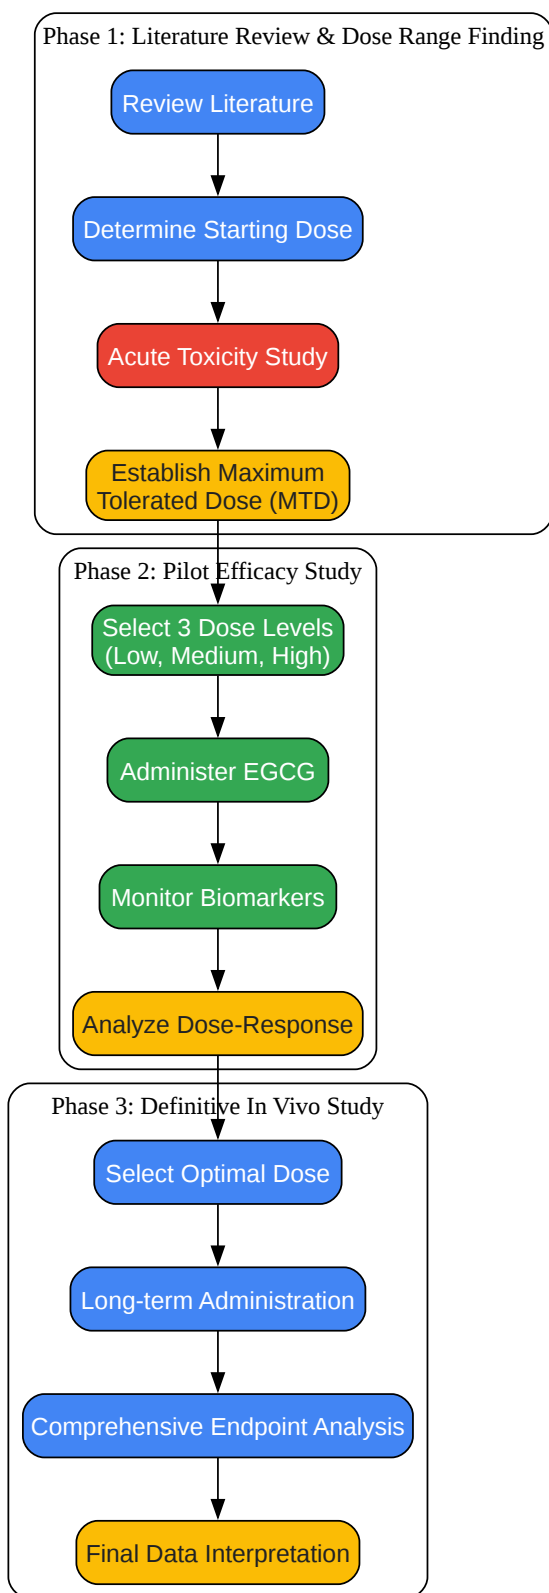 Phase 1: Literature Review & Dose Range Finding
Review Literature
Determine Starting Dose
Acute Toxicity Study
Establish Maximum
Tolerated Dose (MTD)
Phase 2: Pilot Efficacy Study
Select 3 Dose Levels
(Low, Medium, High)
Administer EGCG
Monitor Biomarkers
Analyze Dose-Response
Phase 3: Definitive In Vivo Study
Select Optimal Dose
Long-term Administration
Comprehensive Endpoint Analysis
Final Data Interpretation